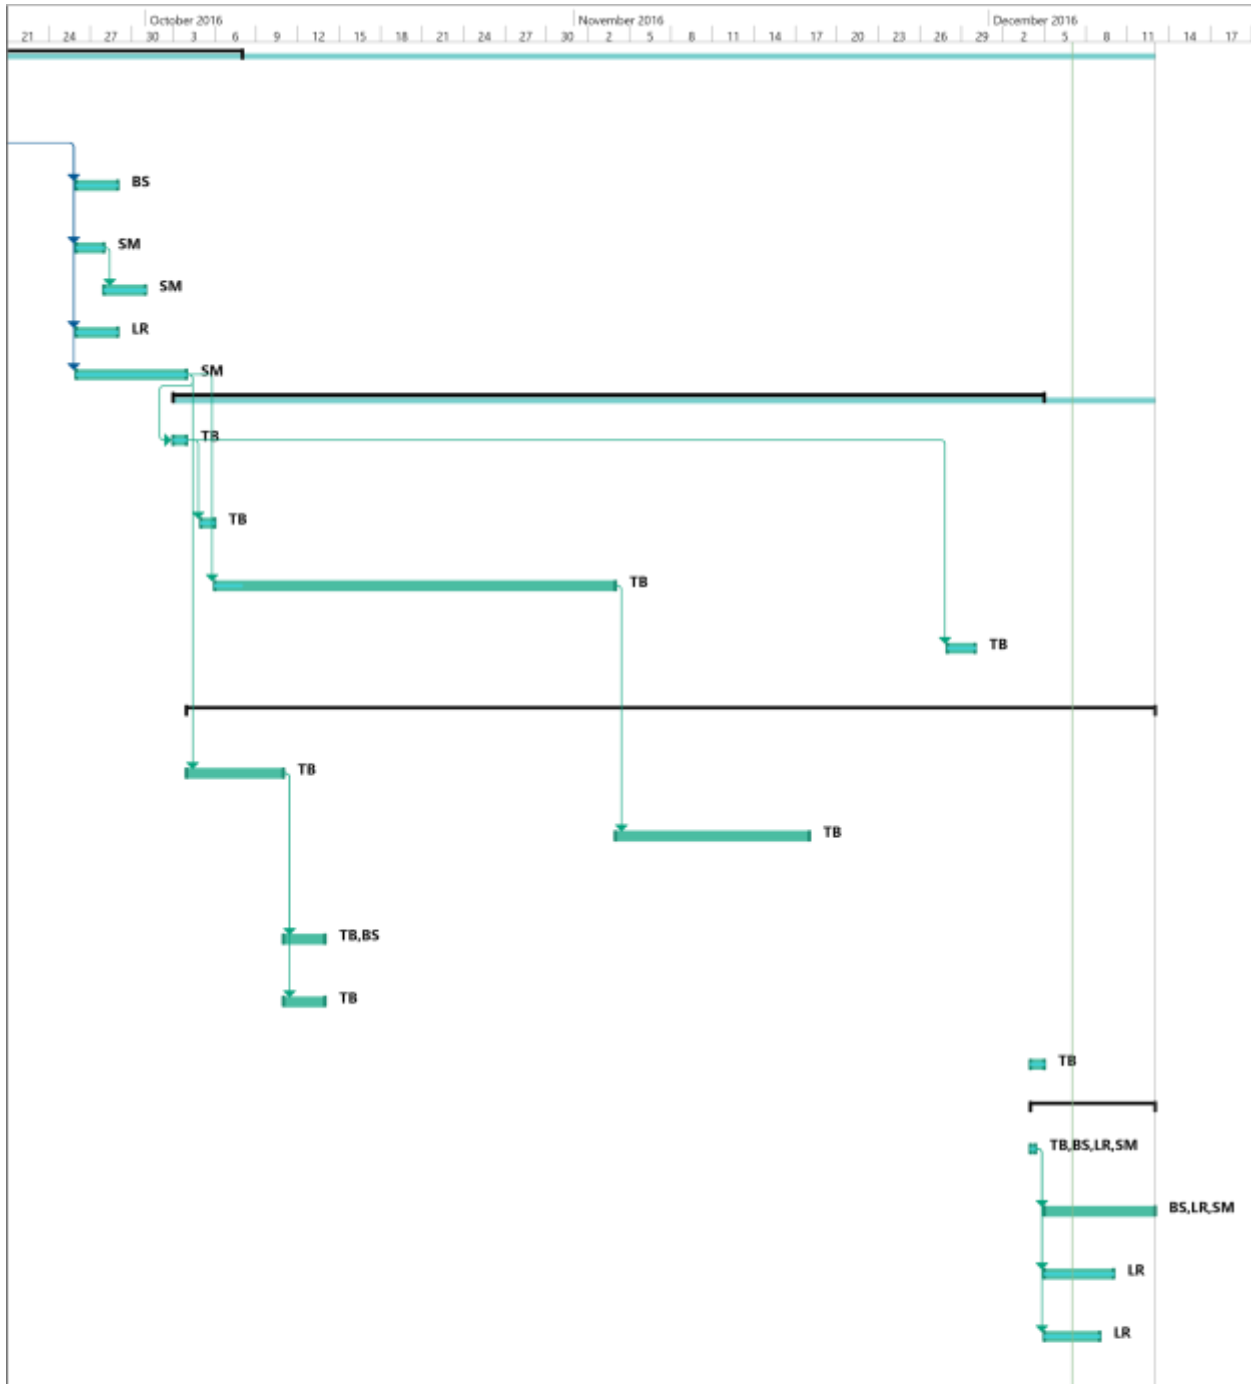 October 2016 November 2016 December 2016
21 24 27 30 3 6 9 12 15 18 21 24 27 30 2 5 8 11 14 17 20 23 26 29 2 5 8 11 14 17
BS
SM
SM
LR
SM
TB
TB
TB
TB
TB
TB
TB,BS
TB
TB
TB,BS,LR,SM
BS,LR,SM
LR
LR